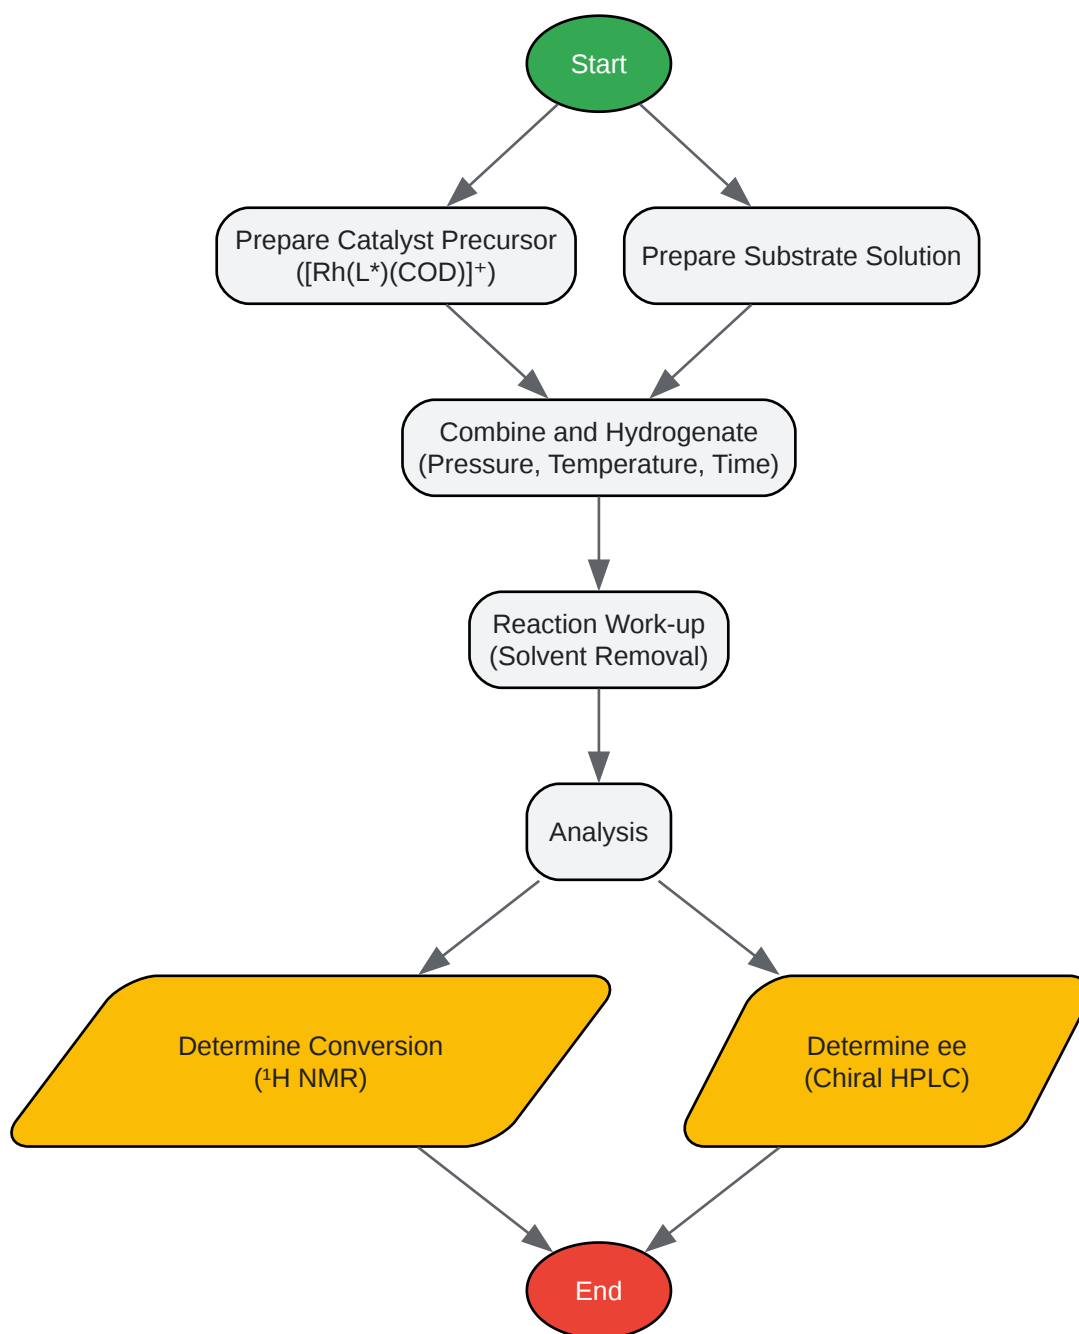 Start
Prepare Catalyst Precursor
([Rh(L*)(COD)]⁺)
Prepare Substrate Solution
Combine and Hydrogenate
(Pressure, Temperature, Time)
Reaction Work-up
(Solvent Removal)
Analysis
Determine Conversion
(¹H NMR)
Determine ee
(Chiral HPLC)
End